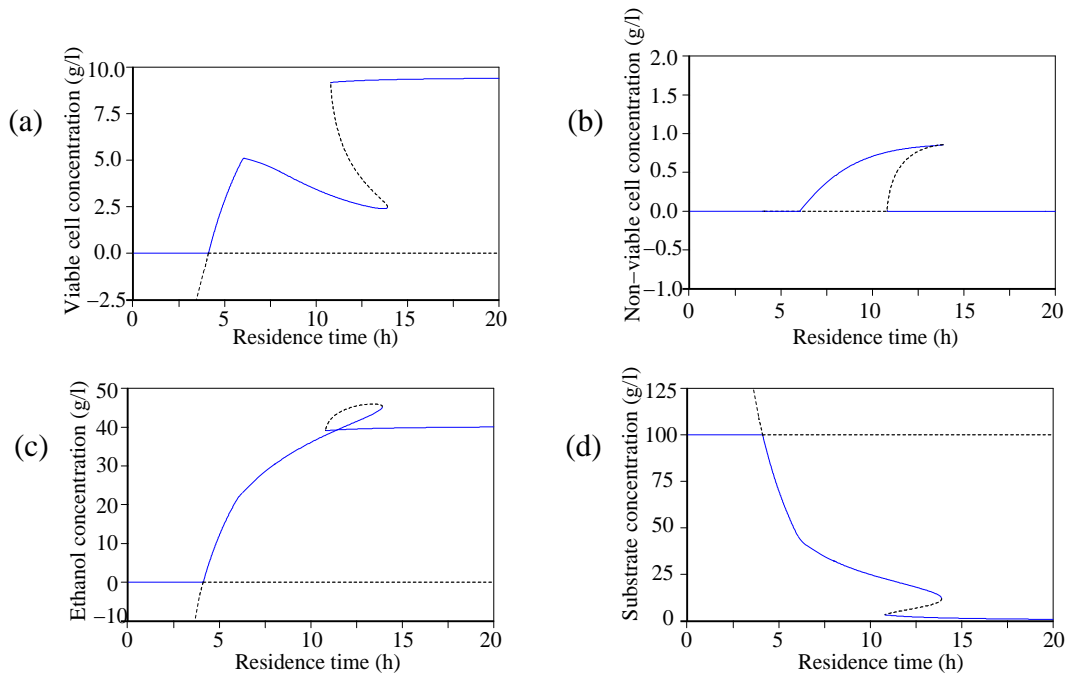 (a)
Viable cell concentration (g/l)
10.0
7.5
5.0
2.5
0.0
−2.5
0 5 10 15 20
Residence time (h)
(b)
Non−viable cell concentration (g/l)
2.0
1.5
1.0
0.5
0.0
−0.5
−1.0
0 5 10 15 20
Residence time (h)
(c)
Ethanol concentration (g/l)
50
40
30
20
10
0
−10
0 5 10 15 20
Residence time (h)
(d)
Substrate concentration (g/l)
125
100
75
50
25
0
0 5 10 15 20
Residence time (h)